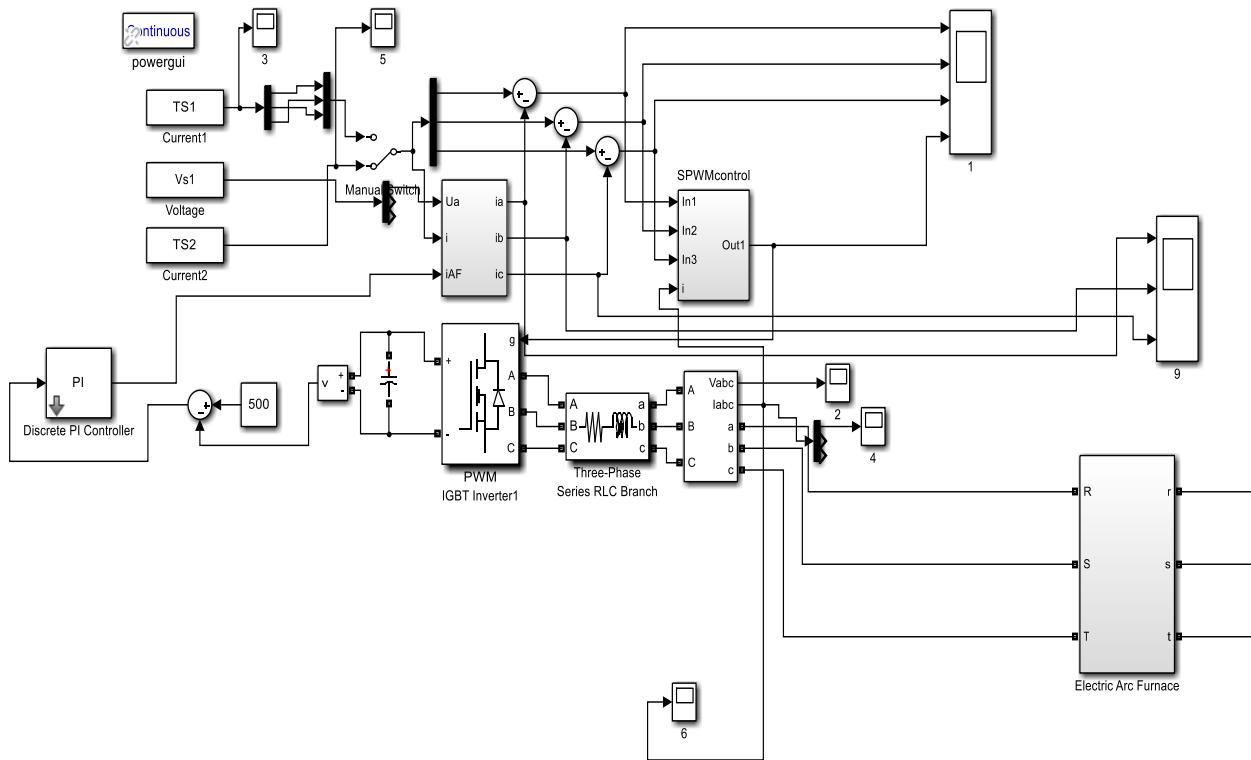 Continuous
powergui
3
5
1
TS1
Current1
Vs1
Voltage
TS2
Current2
Manual Switch
+
-
+
-
+
-
Ua
i
iAF
ia
ib
ic
SPWMcontrol
In1
In2
In3
i
Out1
9
PI
Discrete PI Controller
-
+
500
v
+
-
+
+
-
g
A
B
C
PWM
IGBT Inverter1
A
B
C
a
b
c
Three-Phase
Series RLC Branch
A
B
C
Vabc
Iabc
a
b
c
2
4
R
S
T
r
s
t
Electric Arc Furnace
6